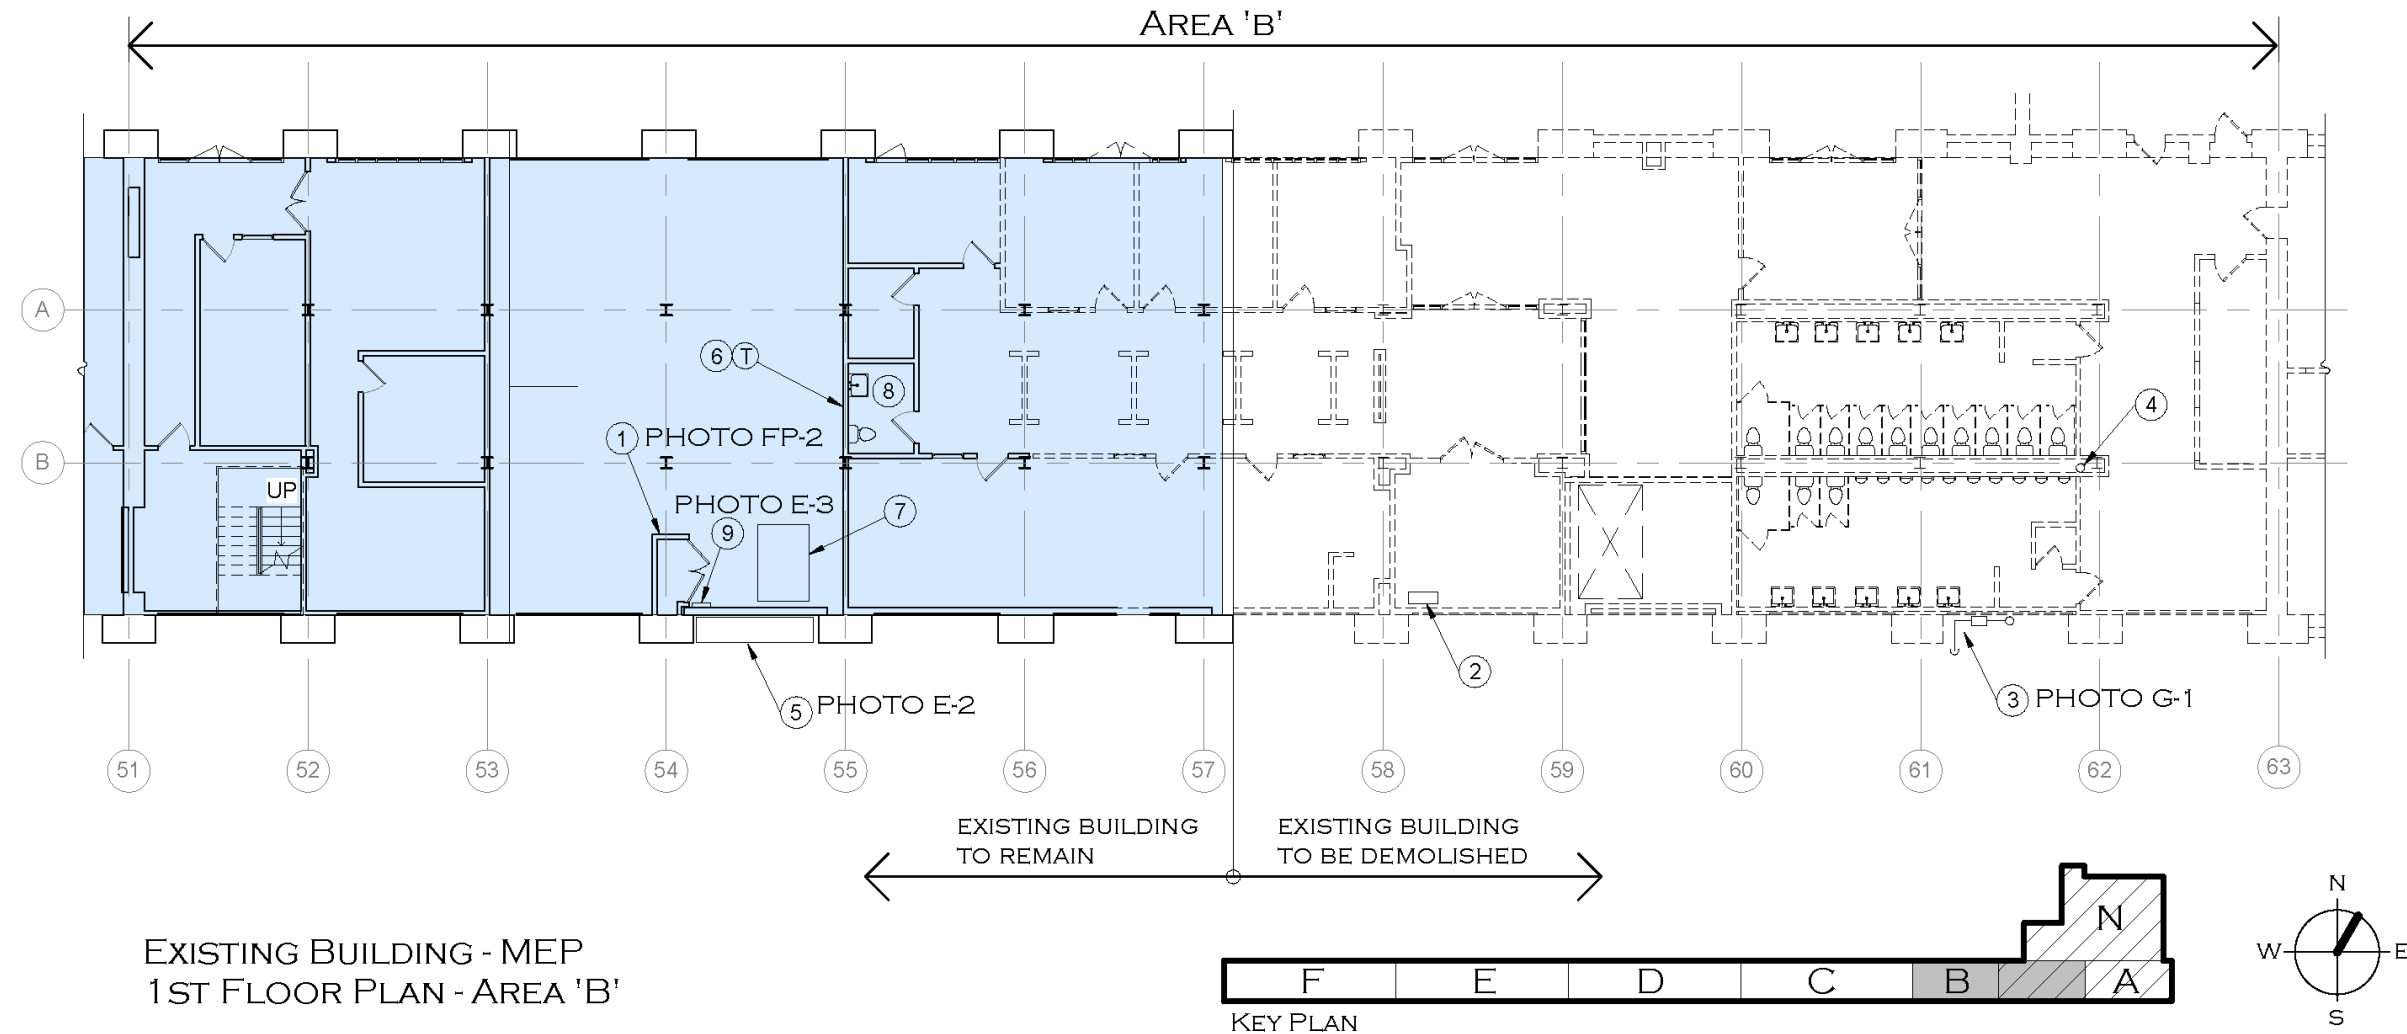 AREA 'B'
A
6 T
8
4
1 PHOTO FP-2
B
UP
PHOTO E-3
7
9
2
3 PHOTO G-1
5 PHOTO E-2
51 52 53 54 55 56 57 58 59 60 61 62 63
EXISTING BUILDING
TO REMAIN
EXISTING BUILDING
TO BE DEMOLISHED
EXISTING BUILDING - MEP
1ST FLOOR PLAN - AREA 'B'
N
F E D C B A
KEY PLAN
N
W E
S